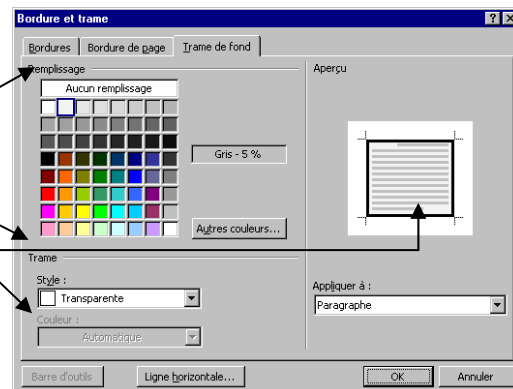 Bordure et trame
Bordures
Bordure de page
Trame de fond
Remplissage
Aucun remplissage
Gris - 5 %
Autres couleurs...
Trame
Style :
Transparente
Couleur :
Automatique
Aperçu
Appliquer à :
Paragraphe
Barre d'outils
Ligne horizontale...
OK
Annuler